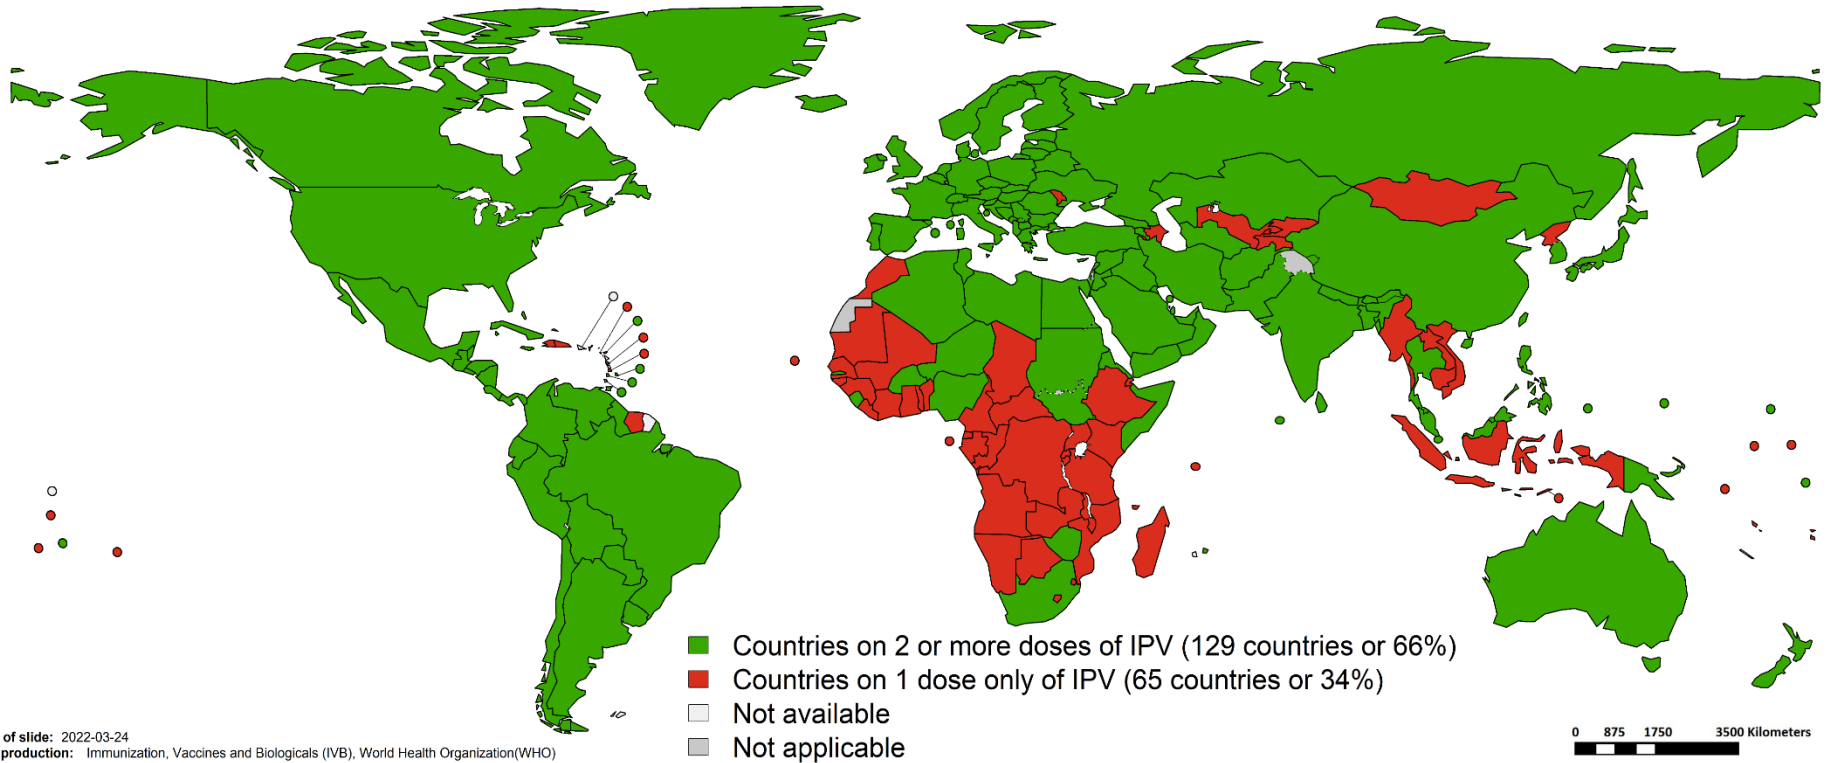 Countries on 2 or more doses of IPV (129 countries or 66%)
Countries on 1 dose only of IPV (65 countries or 34%)
Not available
Not applicable
of slide: 2022-03-24
production: Immunization, Vaccines and Biologicals (IVB), World Health Organization(WHO)
0 875 1750 3500 Kilometers